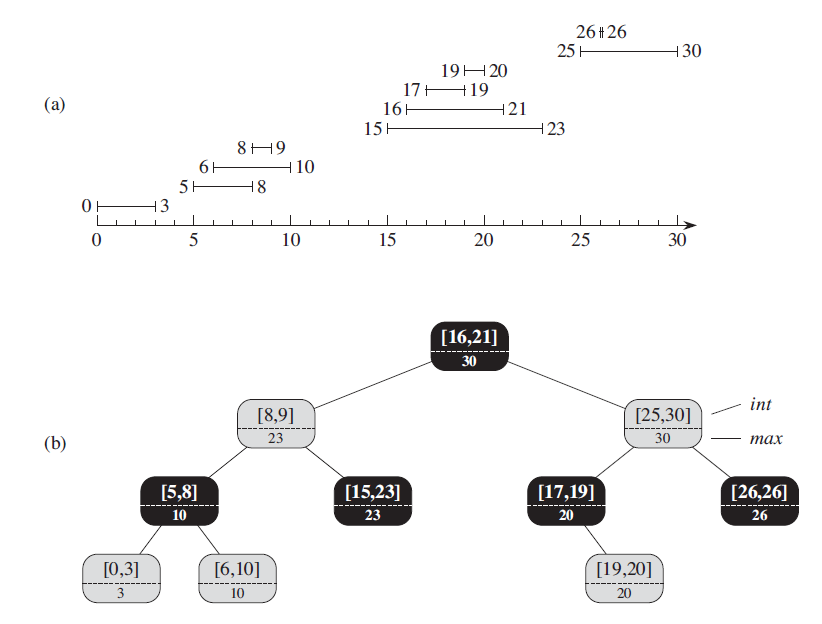 26 26
25 30
19 20
17 19
(a)
16 21
15 23
8 9
6 10
5 8
0 3
0 5 10 15 20 25 30
[16,21]
30
[8,9] [25,30] int
23 30 max
(b)
[5,8] [15,23] [17,19] [26,26]
10 23 20 26
[0,3] [6,10] [19,20]
3 10 20